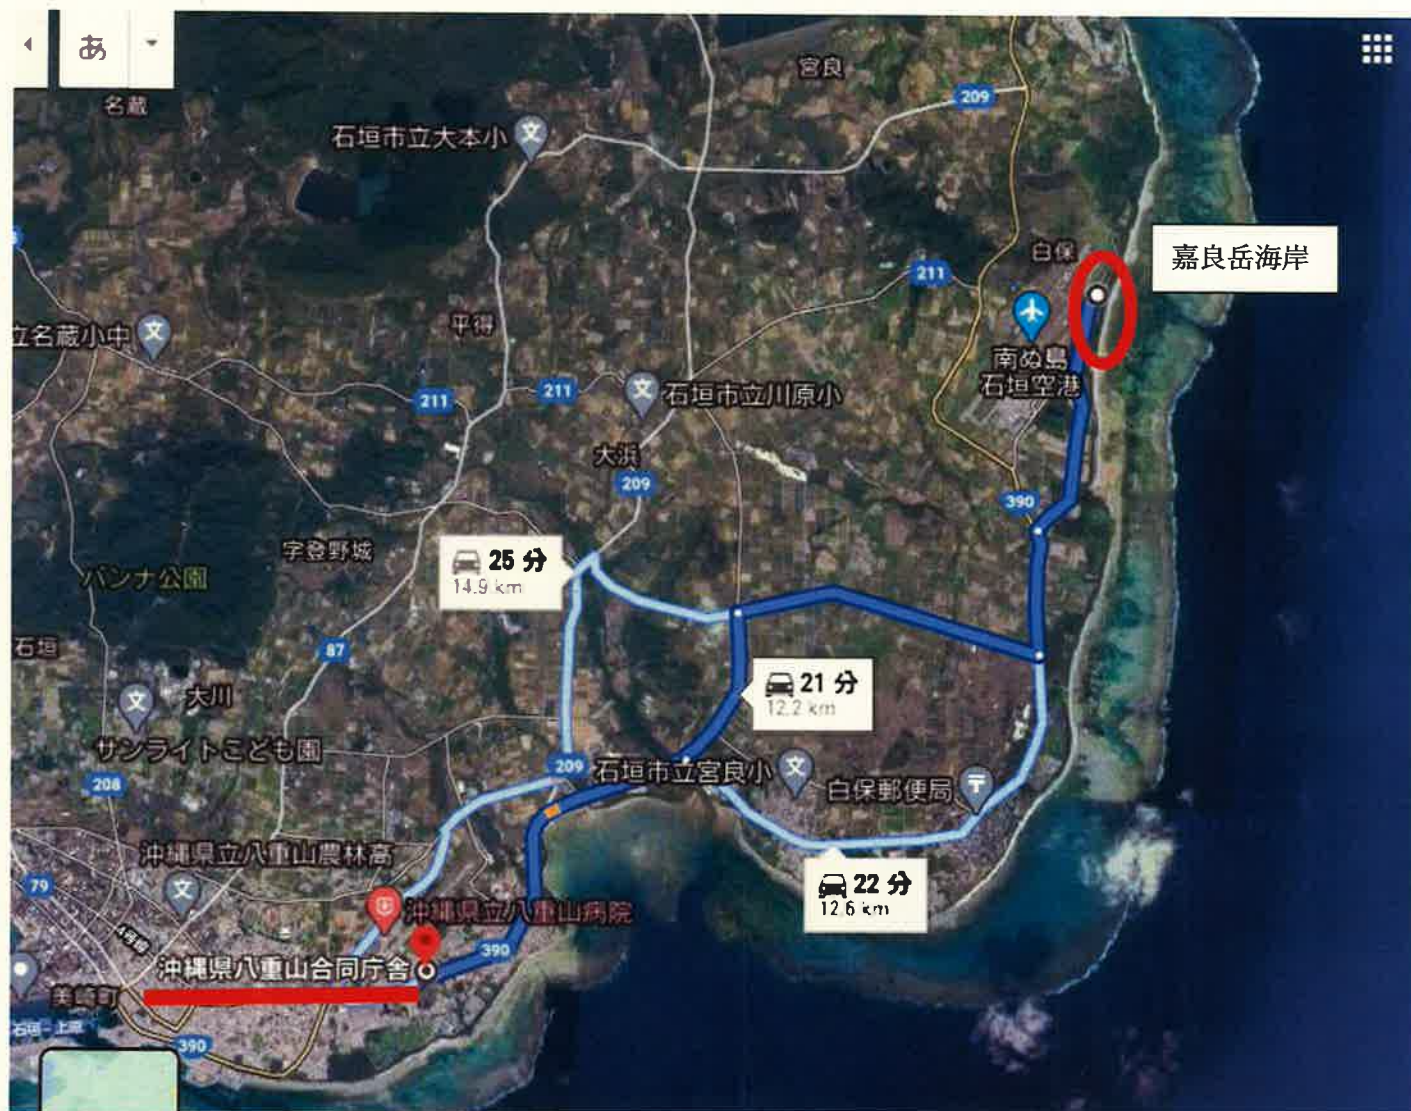 あ
宮良
名蔵
209
石垣市立大本小
白保
嘉良岳海岸
211
平得
立名蔵小中
南ぬ島
石垣空港
211
211
石垣市立川原小
大浜
209
390
字登野城
25 分
14.9 km
バンナ公園
石垣
87
21 分
12.2 km
大川
サンライトこども園
209
石垣市立宮良小
白保郵便局
208
沖縄県立八重山農林高
22 分
12.6 km
79
沖縄県立八重山病院
390
沖縄県八重山合同庁舎
美崎町
石垣-上原
390